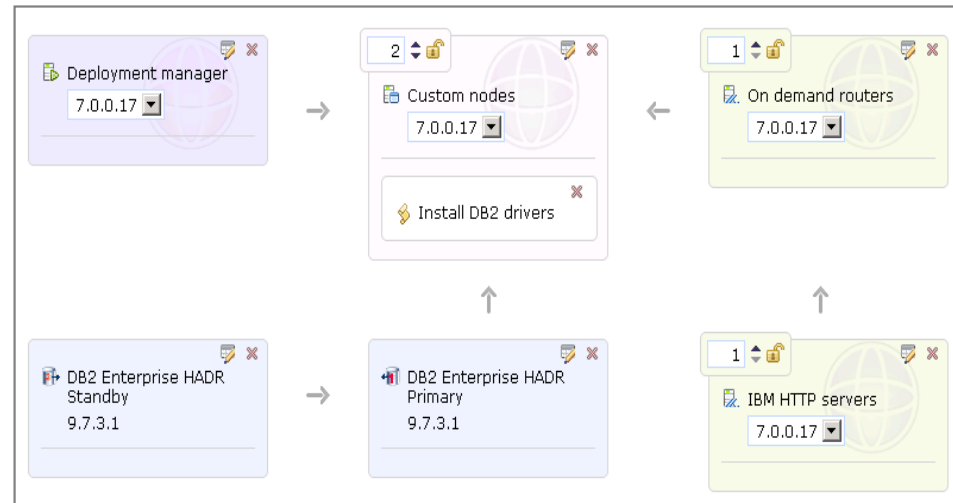 Deployment manager
7.0.0.17
2
Custom nodes
7.0.0.17
Install DB2 drivers
1
On demand routers
7.0.0.17
DB2 Enterprise HADR
Standby
9.7.3.1
DB2 Enterprise HADR
Primary
9.7.3.1
1
IBM HTTP servers
7.0.0.17